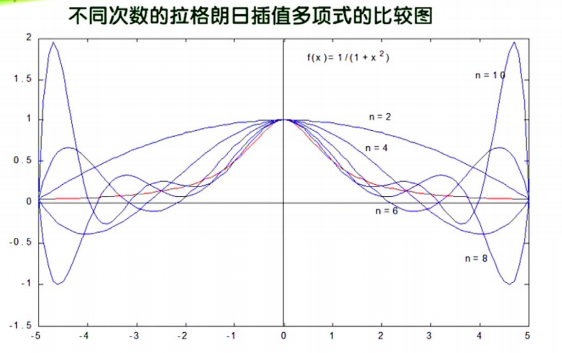 不同次数的拉格朗日插值多项式的比较图
2
f(x)=1/(1+x²)
1.5
n=10
n=2
1
n=4
0.5
0
n=6
-0.5
n=8
-1
-1.5
-5 -4 -3 -2 -1 0 1 2 3 4 5